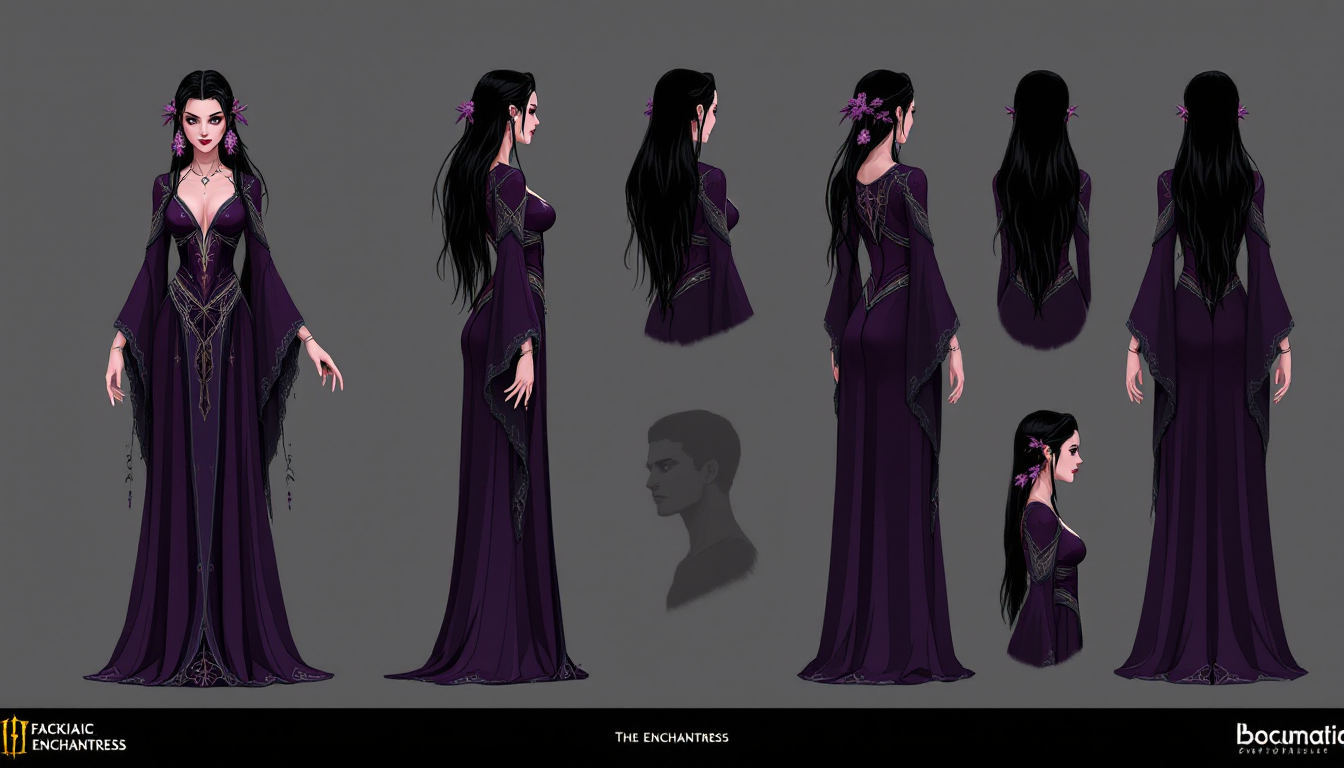 FACKIAIC
ENCHANTRESS
THE ENCHANTRESS
Bocumatic